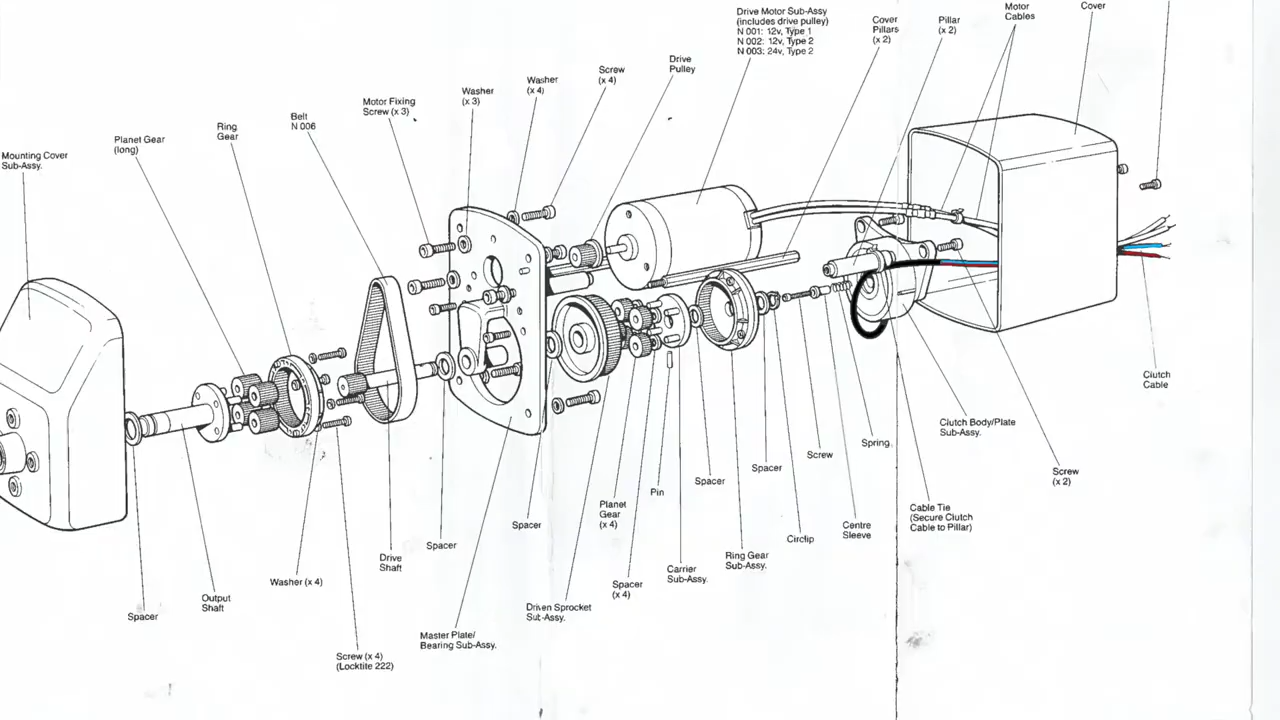 Drive Motor Sub-Assy
(includes drive pulley)
N 001: 12v, Type 1
N 002: 12v, Type 2
N 003: 24v, Type 2
Cover
Pillars
(x 2)
Pillar
(x 2)
Motor
Cables
Cover
Drive
Pulley
Screw
(x 4)
Washer
(x 4)
Washer
(x 3)
Motor Fixing
Screw (x 3)
Belt
N 006
Ring
Gear
Planet Gear
(long)
Mounting Cover
Sub-Assy.
Clutch
Cable
Clutch Body/Plate
Sub-Assy.
Screw
(x 2)
Spring
Screw
Spacer
Spacer
Pin
Planet
Gear
(x 4)
Cable Tie
(Secure Clutch
Cable to Pillar)
Centre
Sleeve
Circlip
Ring Gear
Sub-Assy.
Carrier
Sub-Assy.
Spacer
(x 4)
Spacer
Driven Sprocket
Sub-Assy.
Spacer
Master Plate/
Bearing Sub-Assy.
Drive
Shaft
Washer (x 4)
Screw (x 4)
(Locktite 222)
Output
Shaft
Spacer